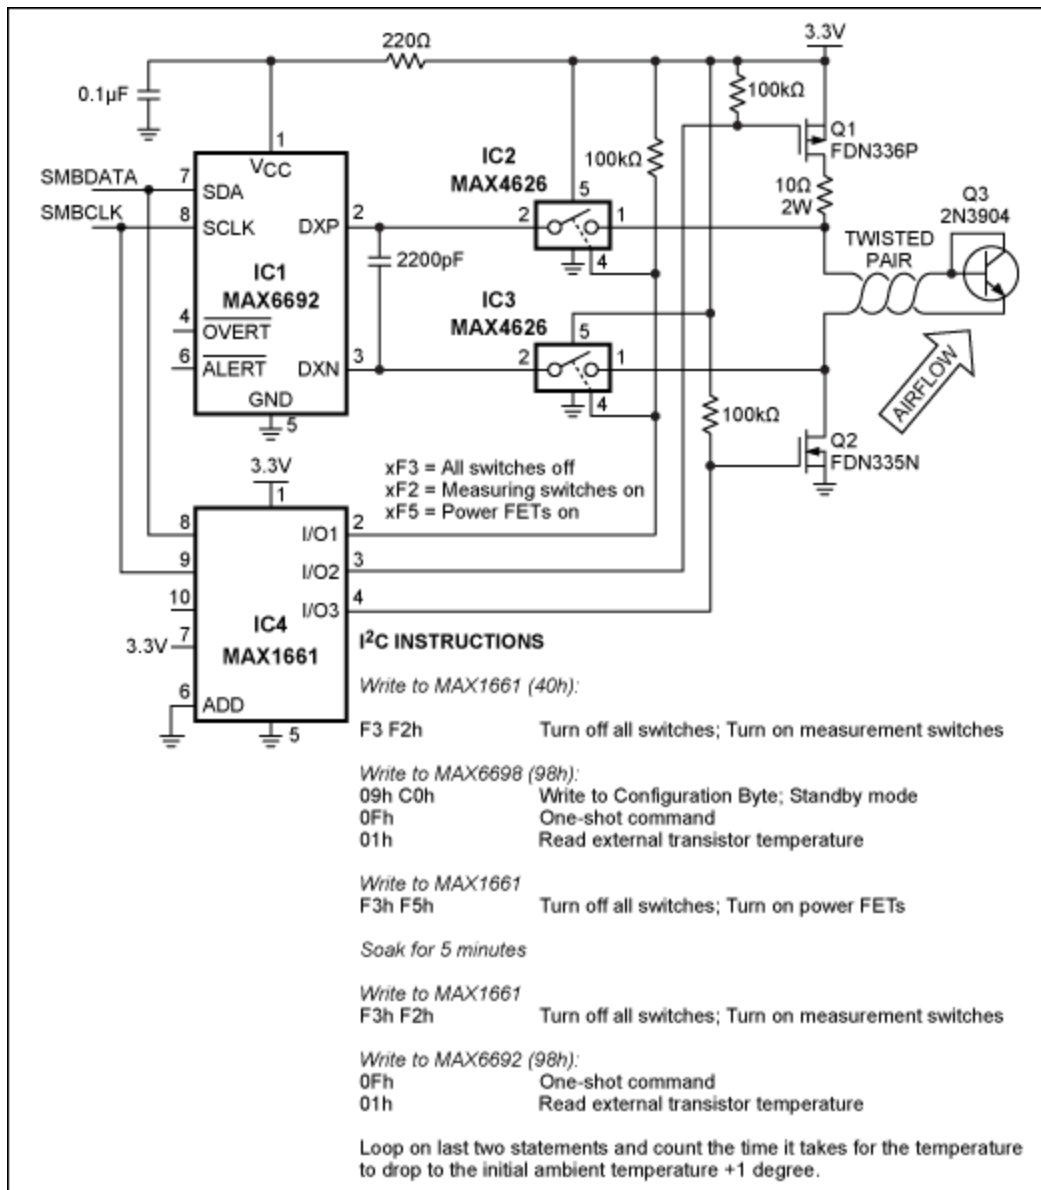 3.3V
220Ω
0.1µF
100kΩ
Q1
FDN336P
1
VCC
IC2
MAX4626
100kΩ
10Ω
2W
Q3
2N3904
SMBDATA
7
SDA
SMBCLK
8
SCLK
DXP
2
5
2
1
4
TWISTED
PAIR
2200pF
IC1
MAX6692
IC3
MAX4626
4
OVERT
6
ALERT
DXN
3
5
2
1
4
AIRFLOW
GND
5
100kΩ
Q2
FDN335N
3.3V
1
xF3 = All switches off
xF2 = Measuring switches on
xF5 = Power FETs on
8
I/O1
2
9
I/O2
3
10
I/O3
4
IC4
MAX1661
3.3V
7
6
ADD
5
I²C INSTRUCTIONS
Write to MAX1661 (40h):
F3 F2h Turn off all switches; Turn on measurement switches
Write to MAX6698 (98h):
09h C0h Write to Configuration Byte; Standby mode
0Fh One-shot command
01h Read external transistor temperature
Write to MAX1661
F3h F5h Turn off all switches; Turn on power FETs
Soak for 5 minutes
Write to MAX1661
F3h F2h Turn off all switches; Turn on measurement switches
Write to MAX6692 (98h):
0Fh One-shot command
01h Read external transistor temperature
Loop on last two statements and count the time it takes for the temperature
to drop to the initial ambient temperature +1 degree.